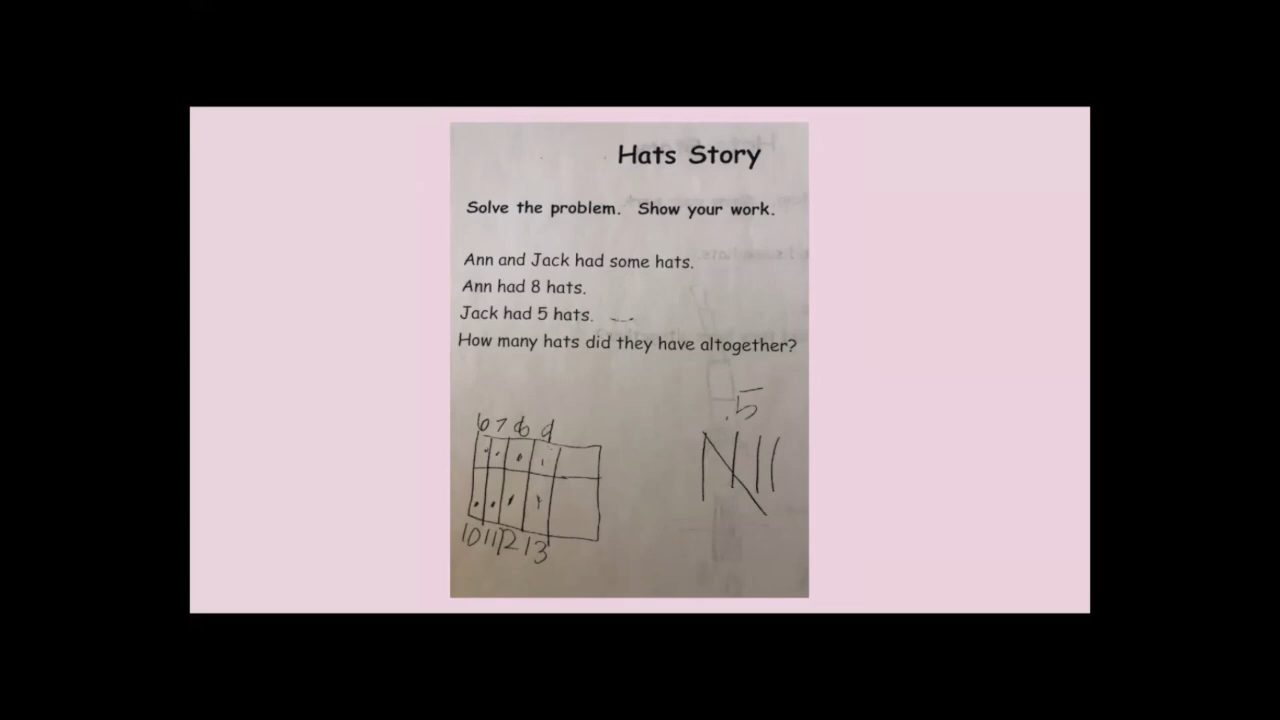 Hats Story
Solve the problem. Show your work.
Ann and Jack had some hats.
Ann had 8 hats.
Jack had 5 hats.
How many hats did they have altogether?
5
6 7 8 9
10 11 12 13